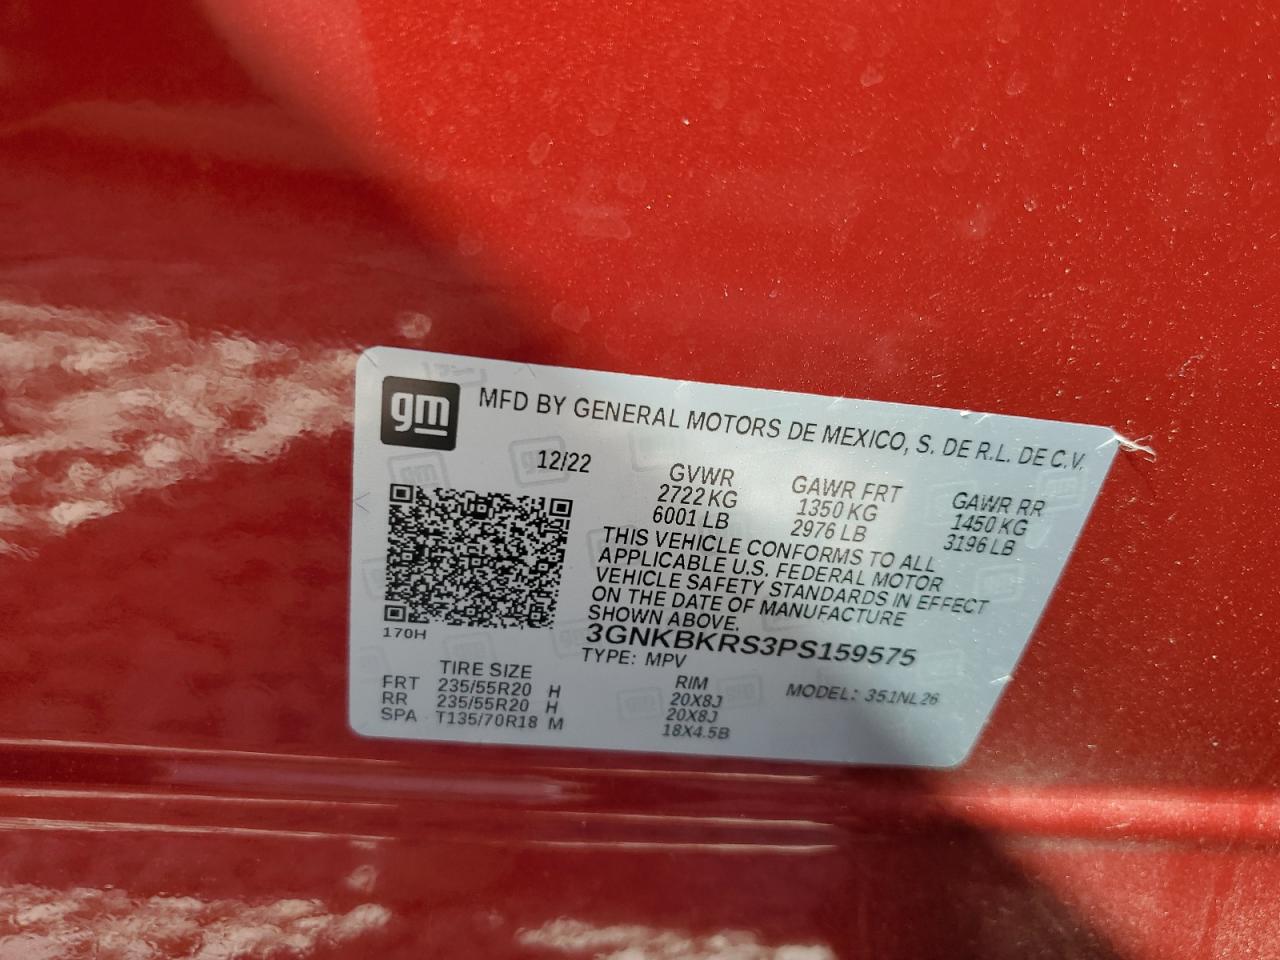 gm
MFD BY GENERAL MOTORS DE MEXICO, S. DE R.L. DE C.V.
12/22
GVWR GAWR FRT GAWR RR
2722 KG 1350 KG 1450 KG
6001 LB 2976 LB 3196 LB
THIS VEHICLE CONFORMS TO ALL
APPLICABLE U.S. FEDERAL MOTOR
VEHICLE SAFETY STANDARDS IN EFFECT
ON THE DATE OF MANUFACTURE
SHOWN ABOVE.
170H
3GNKBKRS3PS159575
TYPE: MPV
MODEL: 351NL26
TIRE SIZE RIM
FRT 235/55R20 H 20X8J
RR 235/55R20 H 20X8J
SPA T135/70R18 M 18X4.5B